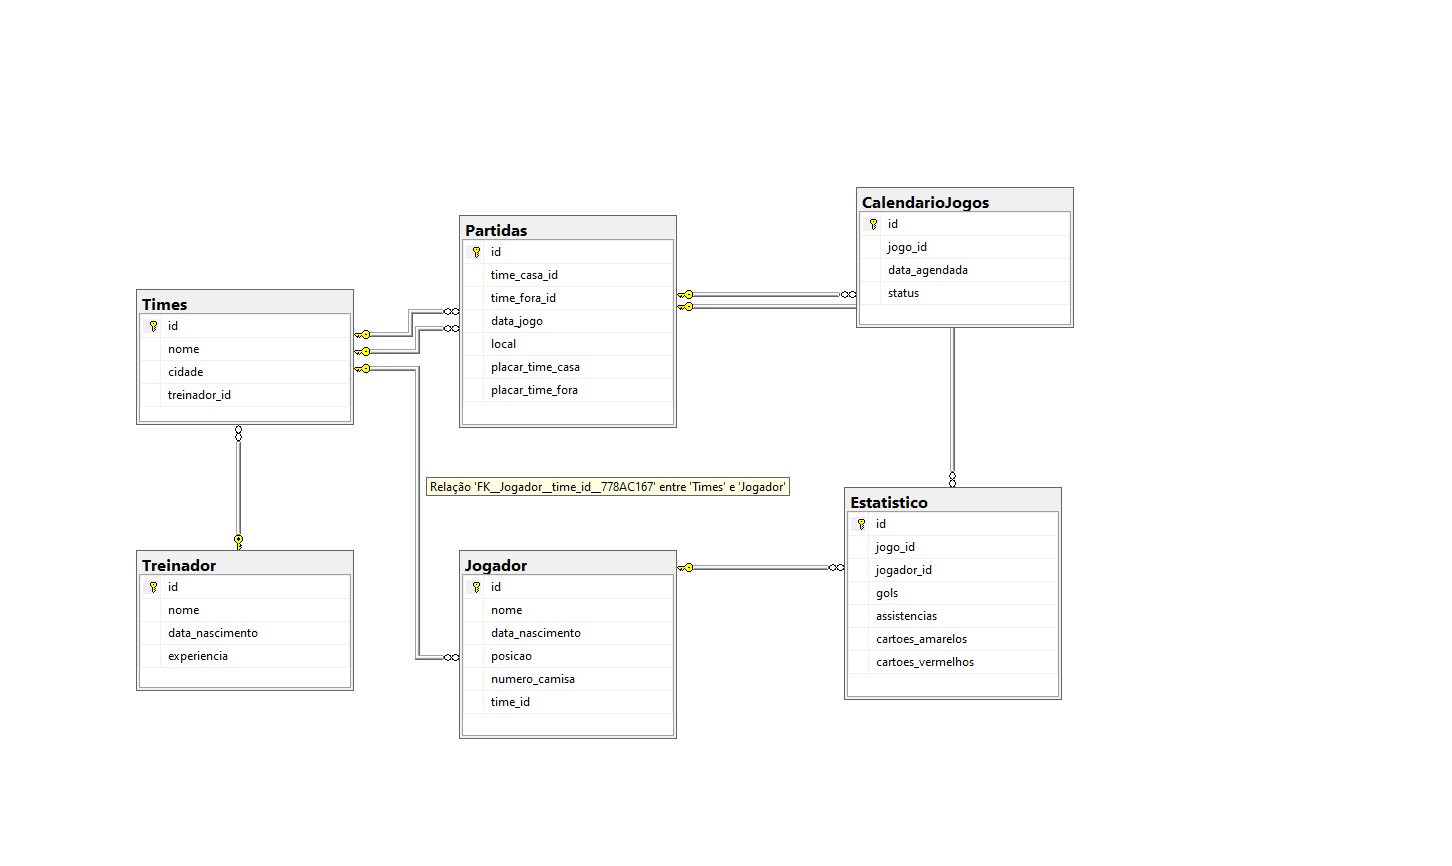 Times
id
nome
cidade
treinador_id
Treinador
id
nome
data_nascimento
experiencia
Partidas
id
time_casa_id
time_fora_id
data_jogo
local
placar_time_casa
placar_time_fora
Relação 'FK__Jogador__time_id__778AC167' entre 'Times' e 'Jogador'
Jogador
id
nome
data_nascimento
posicao
numero_camisa
time_id
CalendarioJogos
id
jogo_id
data_agendada
status
Estatistico
id
jogo_id
jogador_id
gols
assistencias
cartoes_amarelos
cartoes_vermelhos